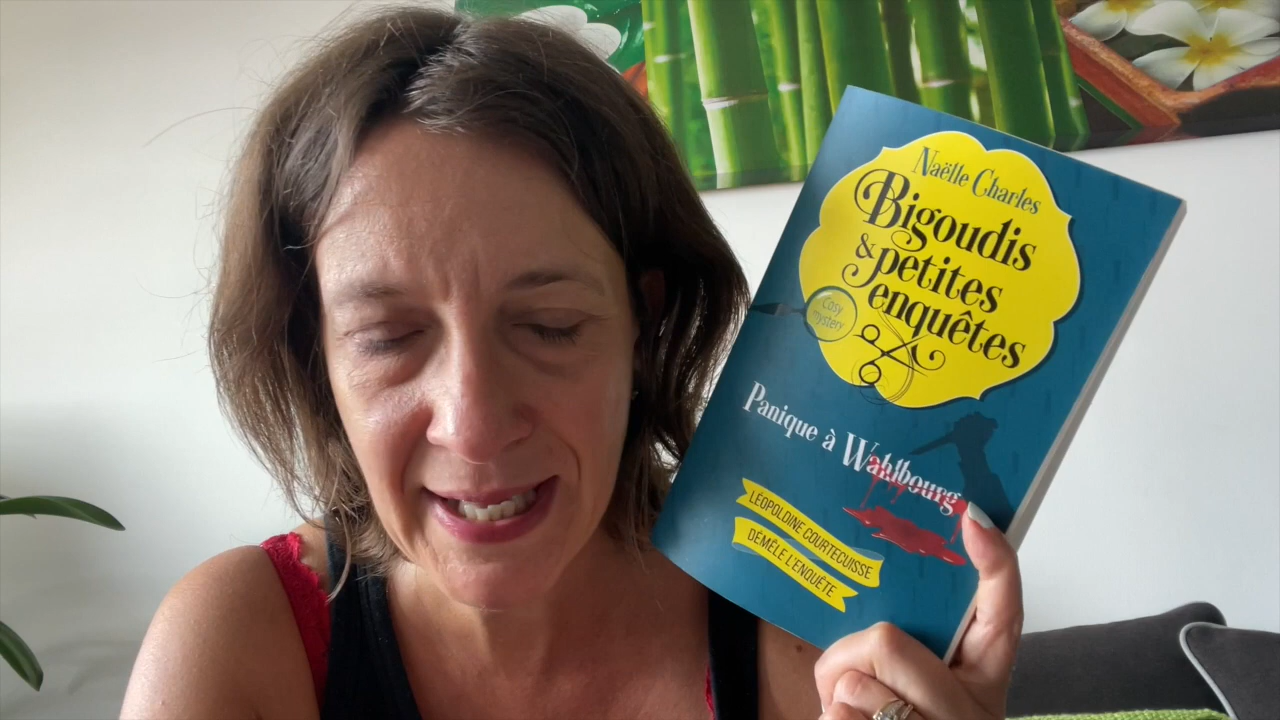 Naëlle Charles
Bigoudis
& petites
enquêtes
Cosy
mystery
Panique à Wahlbourg
LÉOPOLDINE COURTECUISSE
DÉMÊLE L'ENQUÊTE